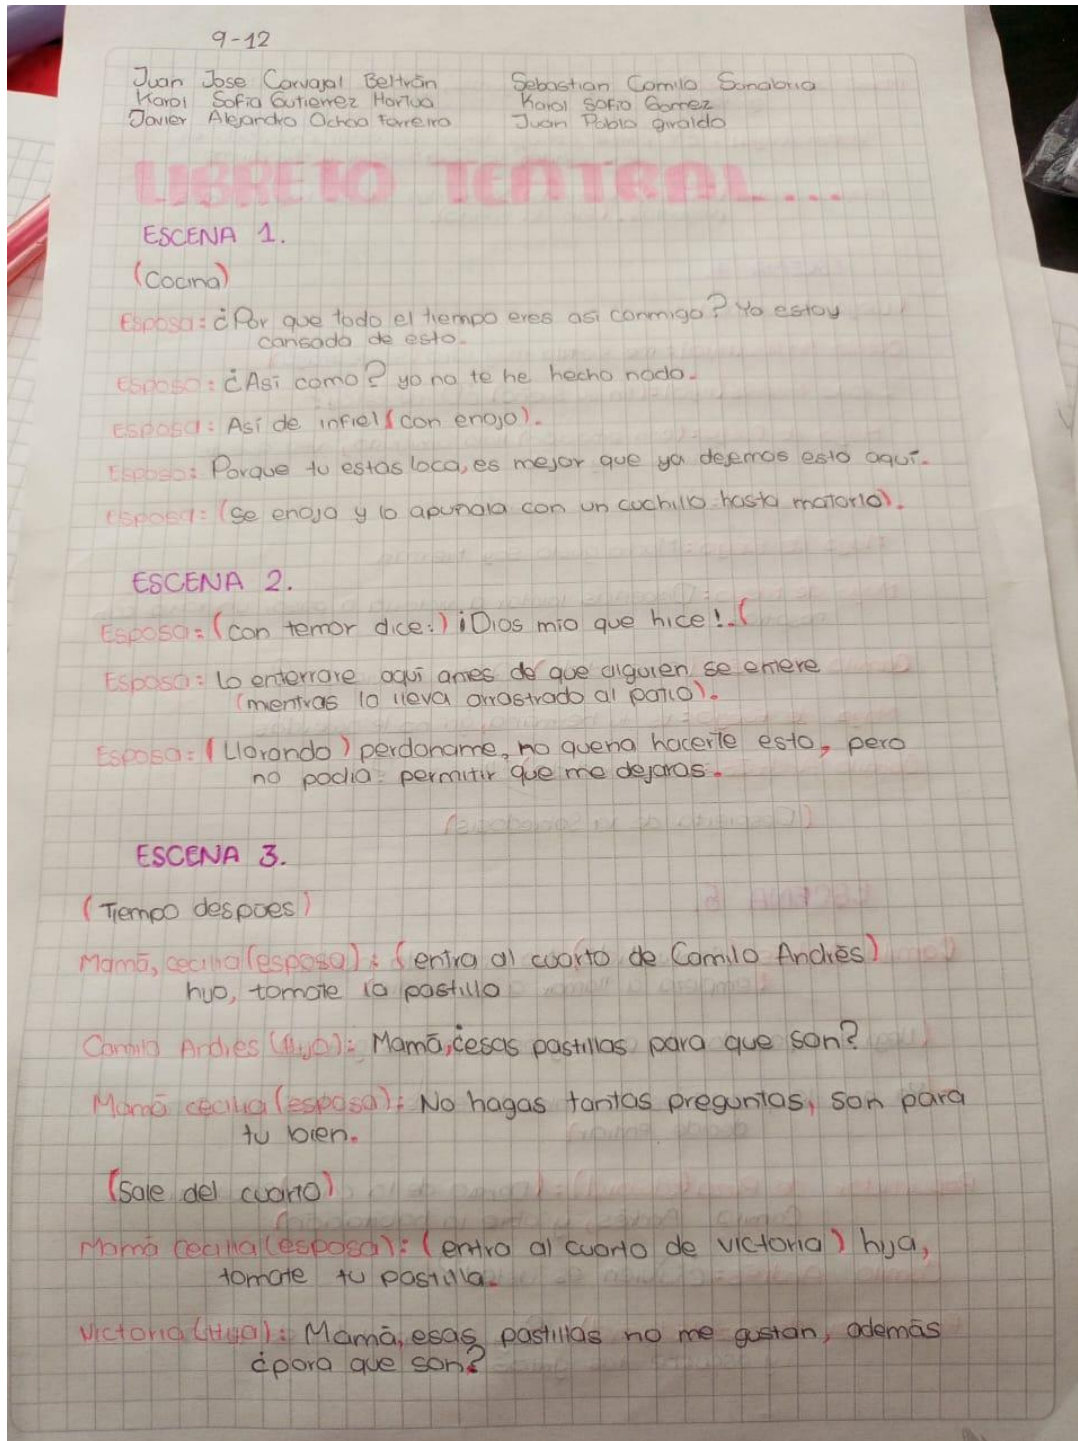 9-12
Juan Jose Carvajal Beltrán
Karol Sofia Gutierrez Hortua
Javier Alejandro Ochoa Forreiro
Sebastian Camilo Sanabria
Karol Sofia Gomez
Juan Pablo giraldo
LIBRETO TEATRAL...
ESCENA 1.
(Cocina)
Esposa: ¿Por que todo el tiempo eres asi conmigo? Yo estoy
cansada de esto.
Esposo: ¿Asi como? yo no te he hecho nada.
Esposa: Así de infiel (con enojo).
Esposo: Porque tu estas loca, es mejor que ya dejemos esto aquí.
Esposa: (se enoja y lo apuñala con un cuchillo hasta matarlo).
ESCENA 2.
Esposa: (con temor dice:) ¡Dios mio que hice!. (
Esposa: Lo enterrare aquí antes de que alguien se entere
(mientras lo lleva arrastrado al patio).
Esposa: (Llorando) perdoname, no queria hacerte esto, pero
no podia permitir que me dejaras.
ESCENA 3.
(Tiempo despoes)
Mamá, cecilia (esposa): (entra al cuarto de Camilo Andrés)
hijo, tomate la pastilla
Camilo Andres (Hijo): Mamá, ¿esas pastillas para que son?
Mamá cecilia (esposa): No hagas tantas preguntas, son para
tu bien.
(Sale del cuarto)
Mamá cecilia (esposa): (entra al cuarto de victoria) hija,
tomate tu pastilla.
Victoria (Hija): Mamá, esas pastillas no me gustan, además
¿para que son?